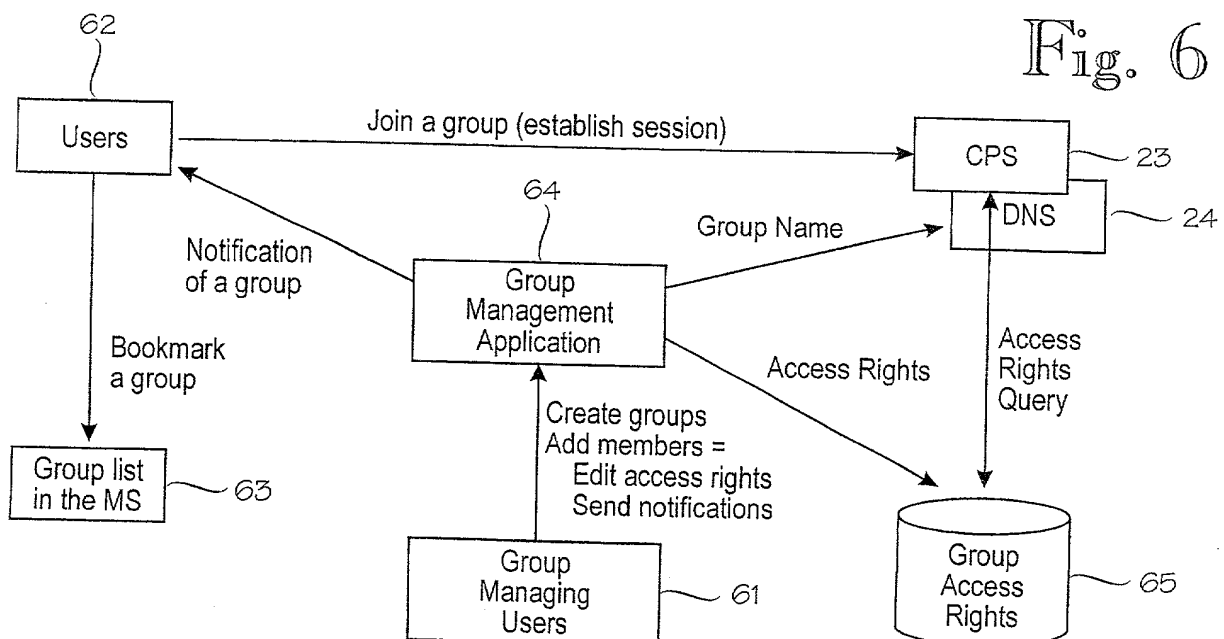 Fig. 6
62
Users
Join a group (establish session)
CPS
23
DNS
24
64
Group Name
Notification
of a group
Group
Management
Application
Bookmark
a group
Access Rights
Access
Rights
Query
Create groups
Add members =
Edit access rights
Send notifications
Group list
in the MS
63
Group
Managing
Users
61
Group
Access
Rights
65